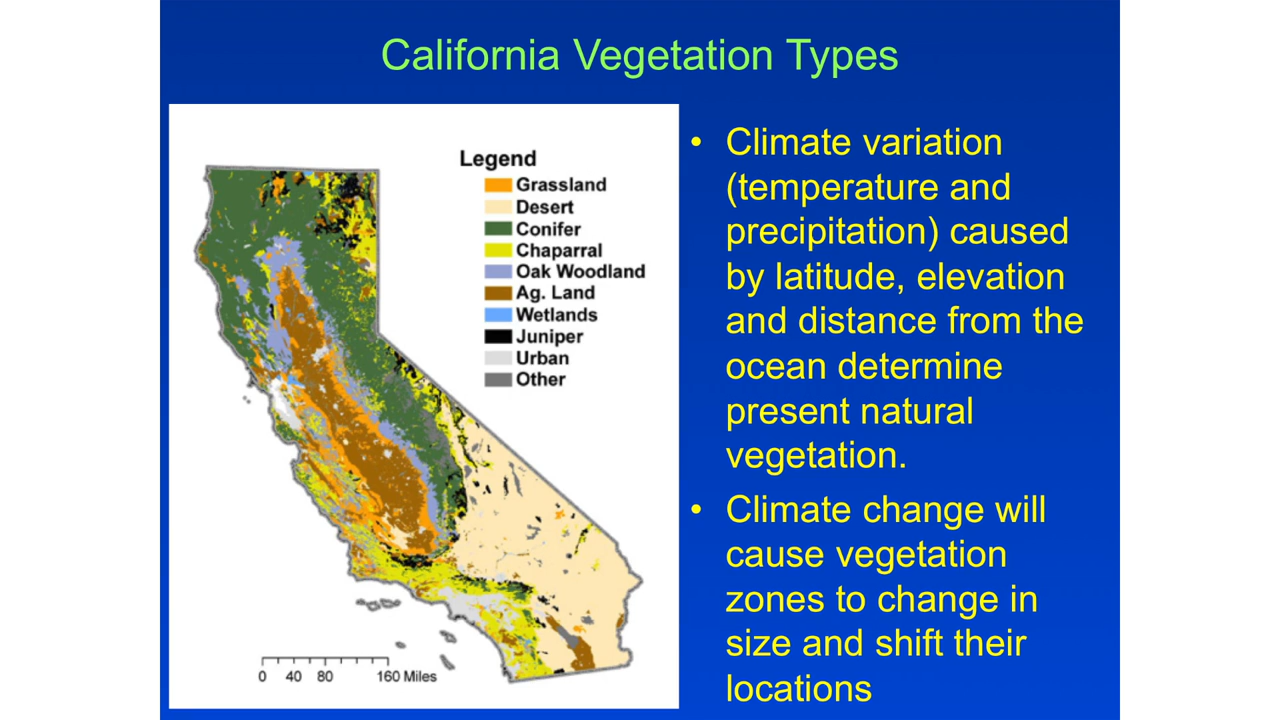 California Vegetation Types
Legend
Grassland
Desert
Conifer
Chaparral
Oak Woodland
Ag. Land
Wetlands
Juniper
Urban
Other
0 40 80 160 Miles
• Climate variation
(temperature and
precipitation) caused
by latitude, elevation
and distance from the
ocean determine
present natural
vegetation.
• Climate change will
cause vegetation
zones to change in
size and shift their
locations